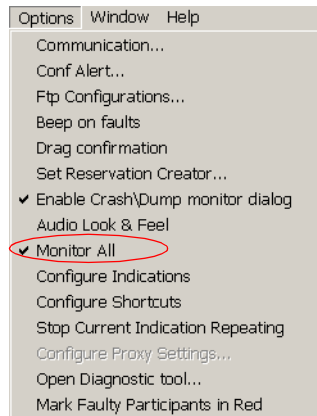 Options Window Help
Communication...
Conf Alert...
Ftp Configurations...
Beep on faults
Drag confirmation
Set Reservation Creator...
Enable Crash\Dump monitor dialog
Audio Look & Feel
Monitor All
Configure Indications
Configure Shortcuts
Stop Current Indication Repeating
Configure Proxy Settings...
Open Diagnostic tool...
Mark Faulty Participants in Red